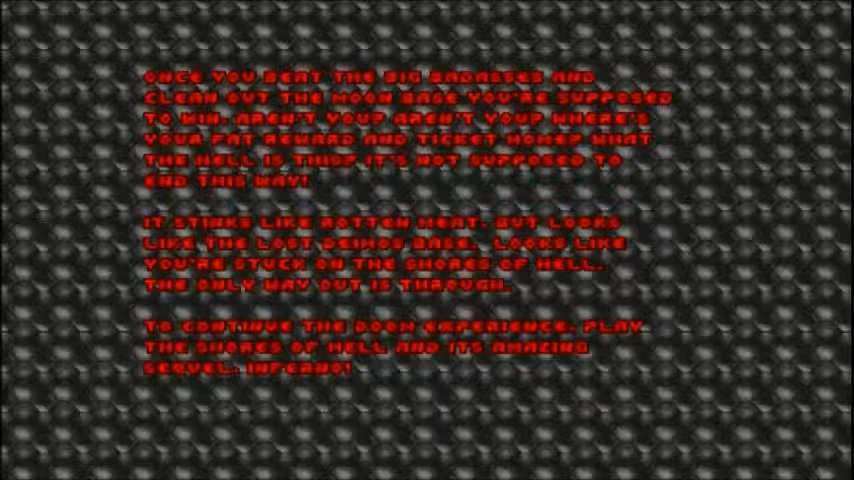 ONCE YOU BEAT THE BIG BADASSES AND
CLEAN OUT THE MOON BASE YOU'RE SUPPOSED
TO WIN, AREN'T YOU? AREN'T YOU? WHERE'S
YOUR FAT REWARD AND TICKET HOME? WHAT
THE HELL IS THIS? IT'S NOT SUPPOSED TO
END THIS WAY!

IT STINKS LIKE ROTTEN MEAT, BUT LOOKS
LIKE THE LOST DEIMOS BASE.  LOOKS LIKE
YOU'RE STUCK ON THE SHORES OF HELL.
THE ONLY WAY OUT IS THROUGH.

TO CONTINUE THE DOOM EXPERIENCE, PLAY
THE SHORES OF HELL AND ITS AMAZING
SEQUEL, INFERNO!